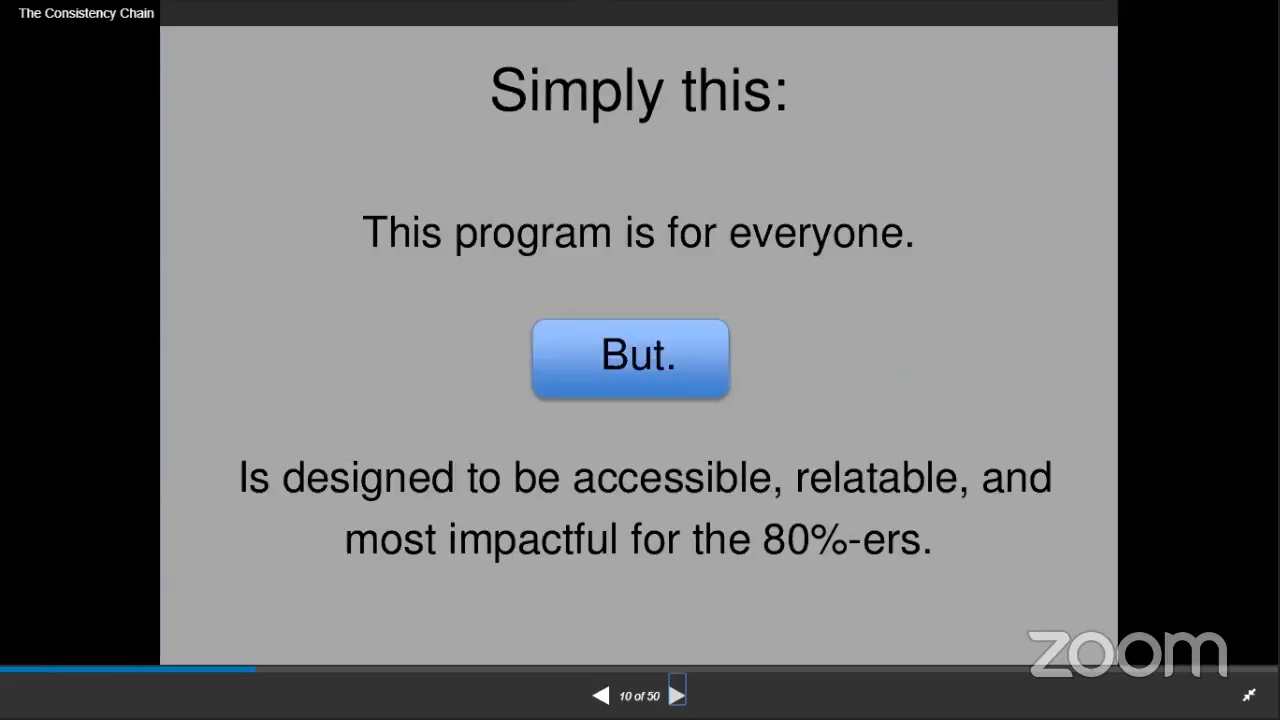 The Consistency Chain
Simply this:
This program is for everyone.
But.
Is designed to be accessible, relatable, and
most impactful for the 80%-ers.
zoom
10 of 50